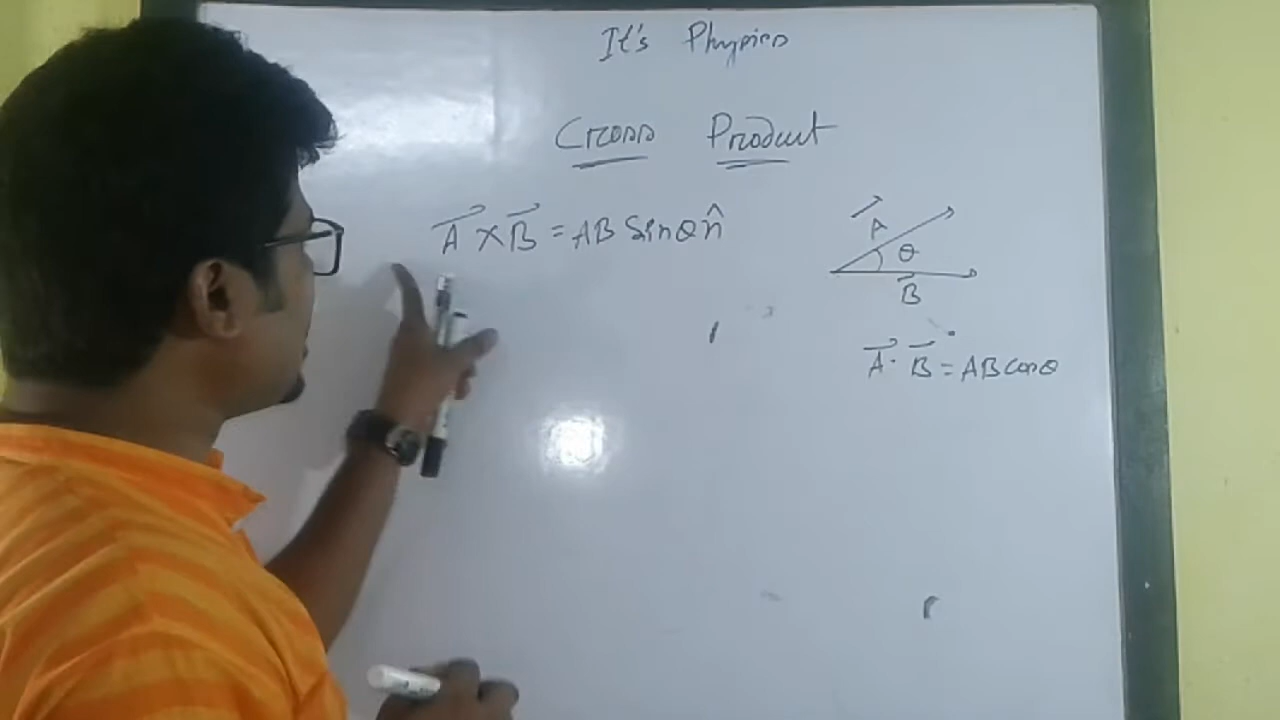 It's Physics
Cross Product
A × B = AB Sinθ n̂
A
θ
B
A · B = AB cosθ